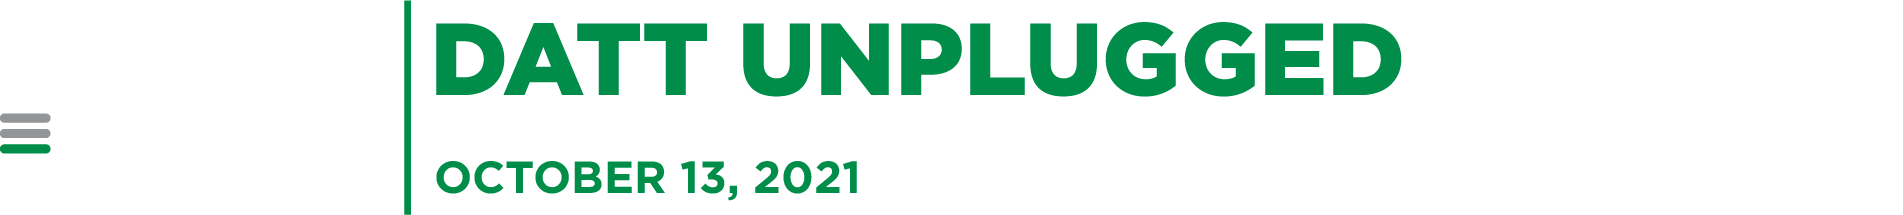 DATT UNPLUGGED
OCTOBER 13, 2021